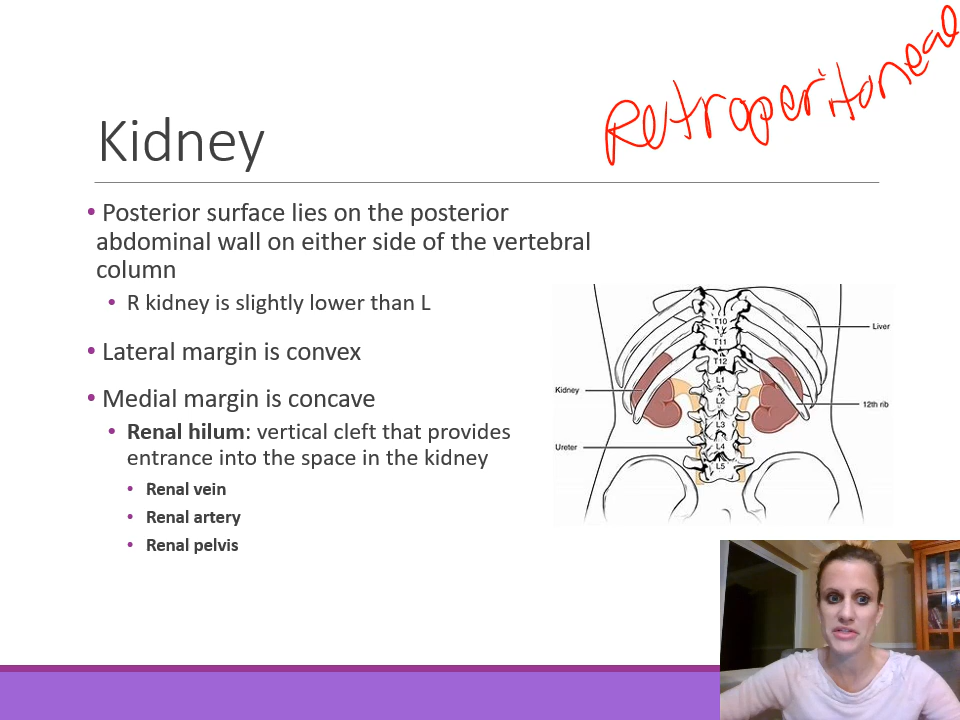 Retroperitoneal
Kidney
• Posterior surface lies on the posterior
abdominal wall on either side of the vertebral
column
• R kidney is slightly lower than L
• Lateral margin is convex
• Medial margin is concave
• Renal hilum: vertical cleft that provides
entrance into the space in the kidney
• Renal vein
• Renal artery
• Renal pelvis
T10
Liver
T11
T12
L1
Kidney
L2
12th rib
L3
Ureter
L4
L5